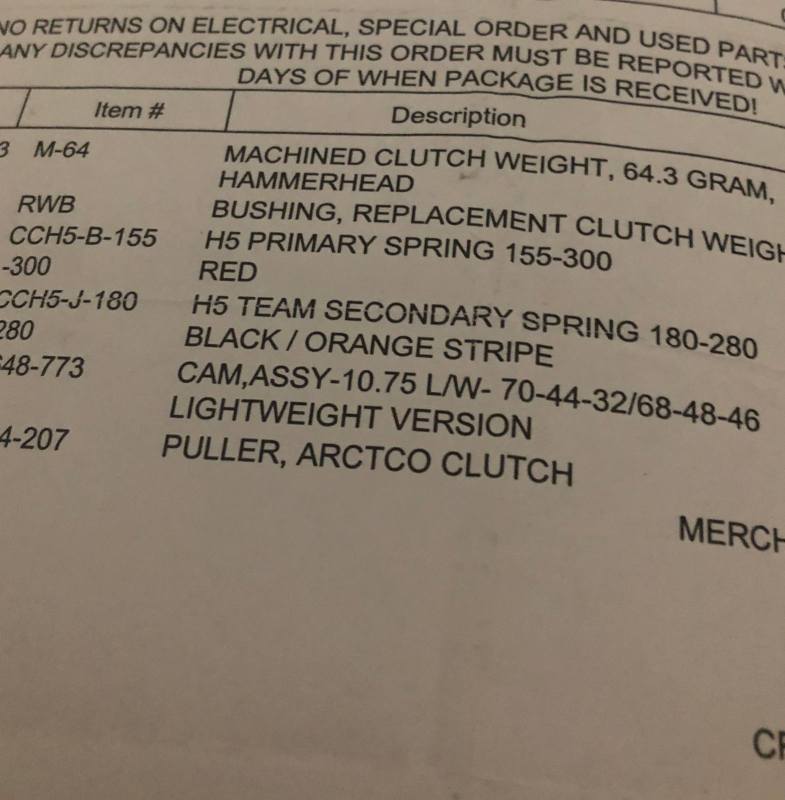 NO RETURNS ON ELECTRICAL, SPECIAL ORDER AND USED PART
ANY DISCREPANCIES WITH THIS ORDER MUST BE REPORTED W
DAYS OF WHEN PACKAGE IS RECEIVED!
Item # Description
3 M-64 MACHINED CLUTCH WEIGHT, 64.3 GRAM,
HAMMERHEAD
RWB BUSHING, REPLACEMENT CLUTCH WEIGH
CCH5-B-155 H5 PRIMARY SPRING 155-300
-300 RED
CCH5-J-180 H5 TEAM SECONDARY SPRING 180-280
280 BLACK / ORANGE STRIPE
48-773 CAM,ASSY-10.75 L/W- 70-44-32/68-48-46
LIGHTWEIGHT VERSION
4-207 PULLER, ARCTCO CLUTCH
MERCH